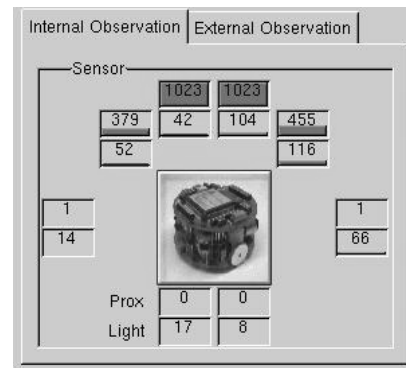 Internal Observation External Observation
Sensor
1023 1023
379 42 104 455
52 116
1 1
14 66
Prox 0 0
Light 17 8